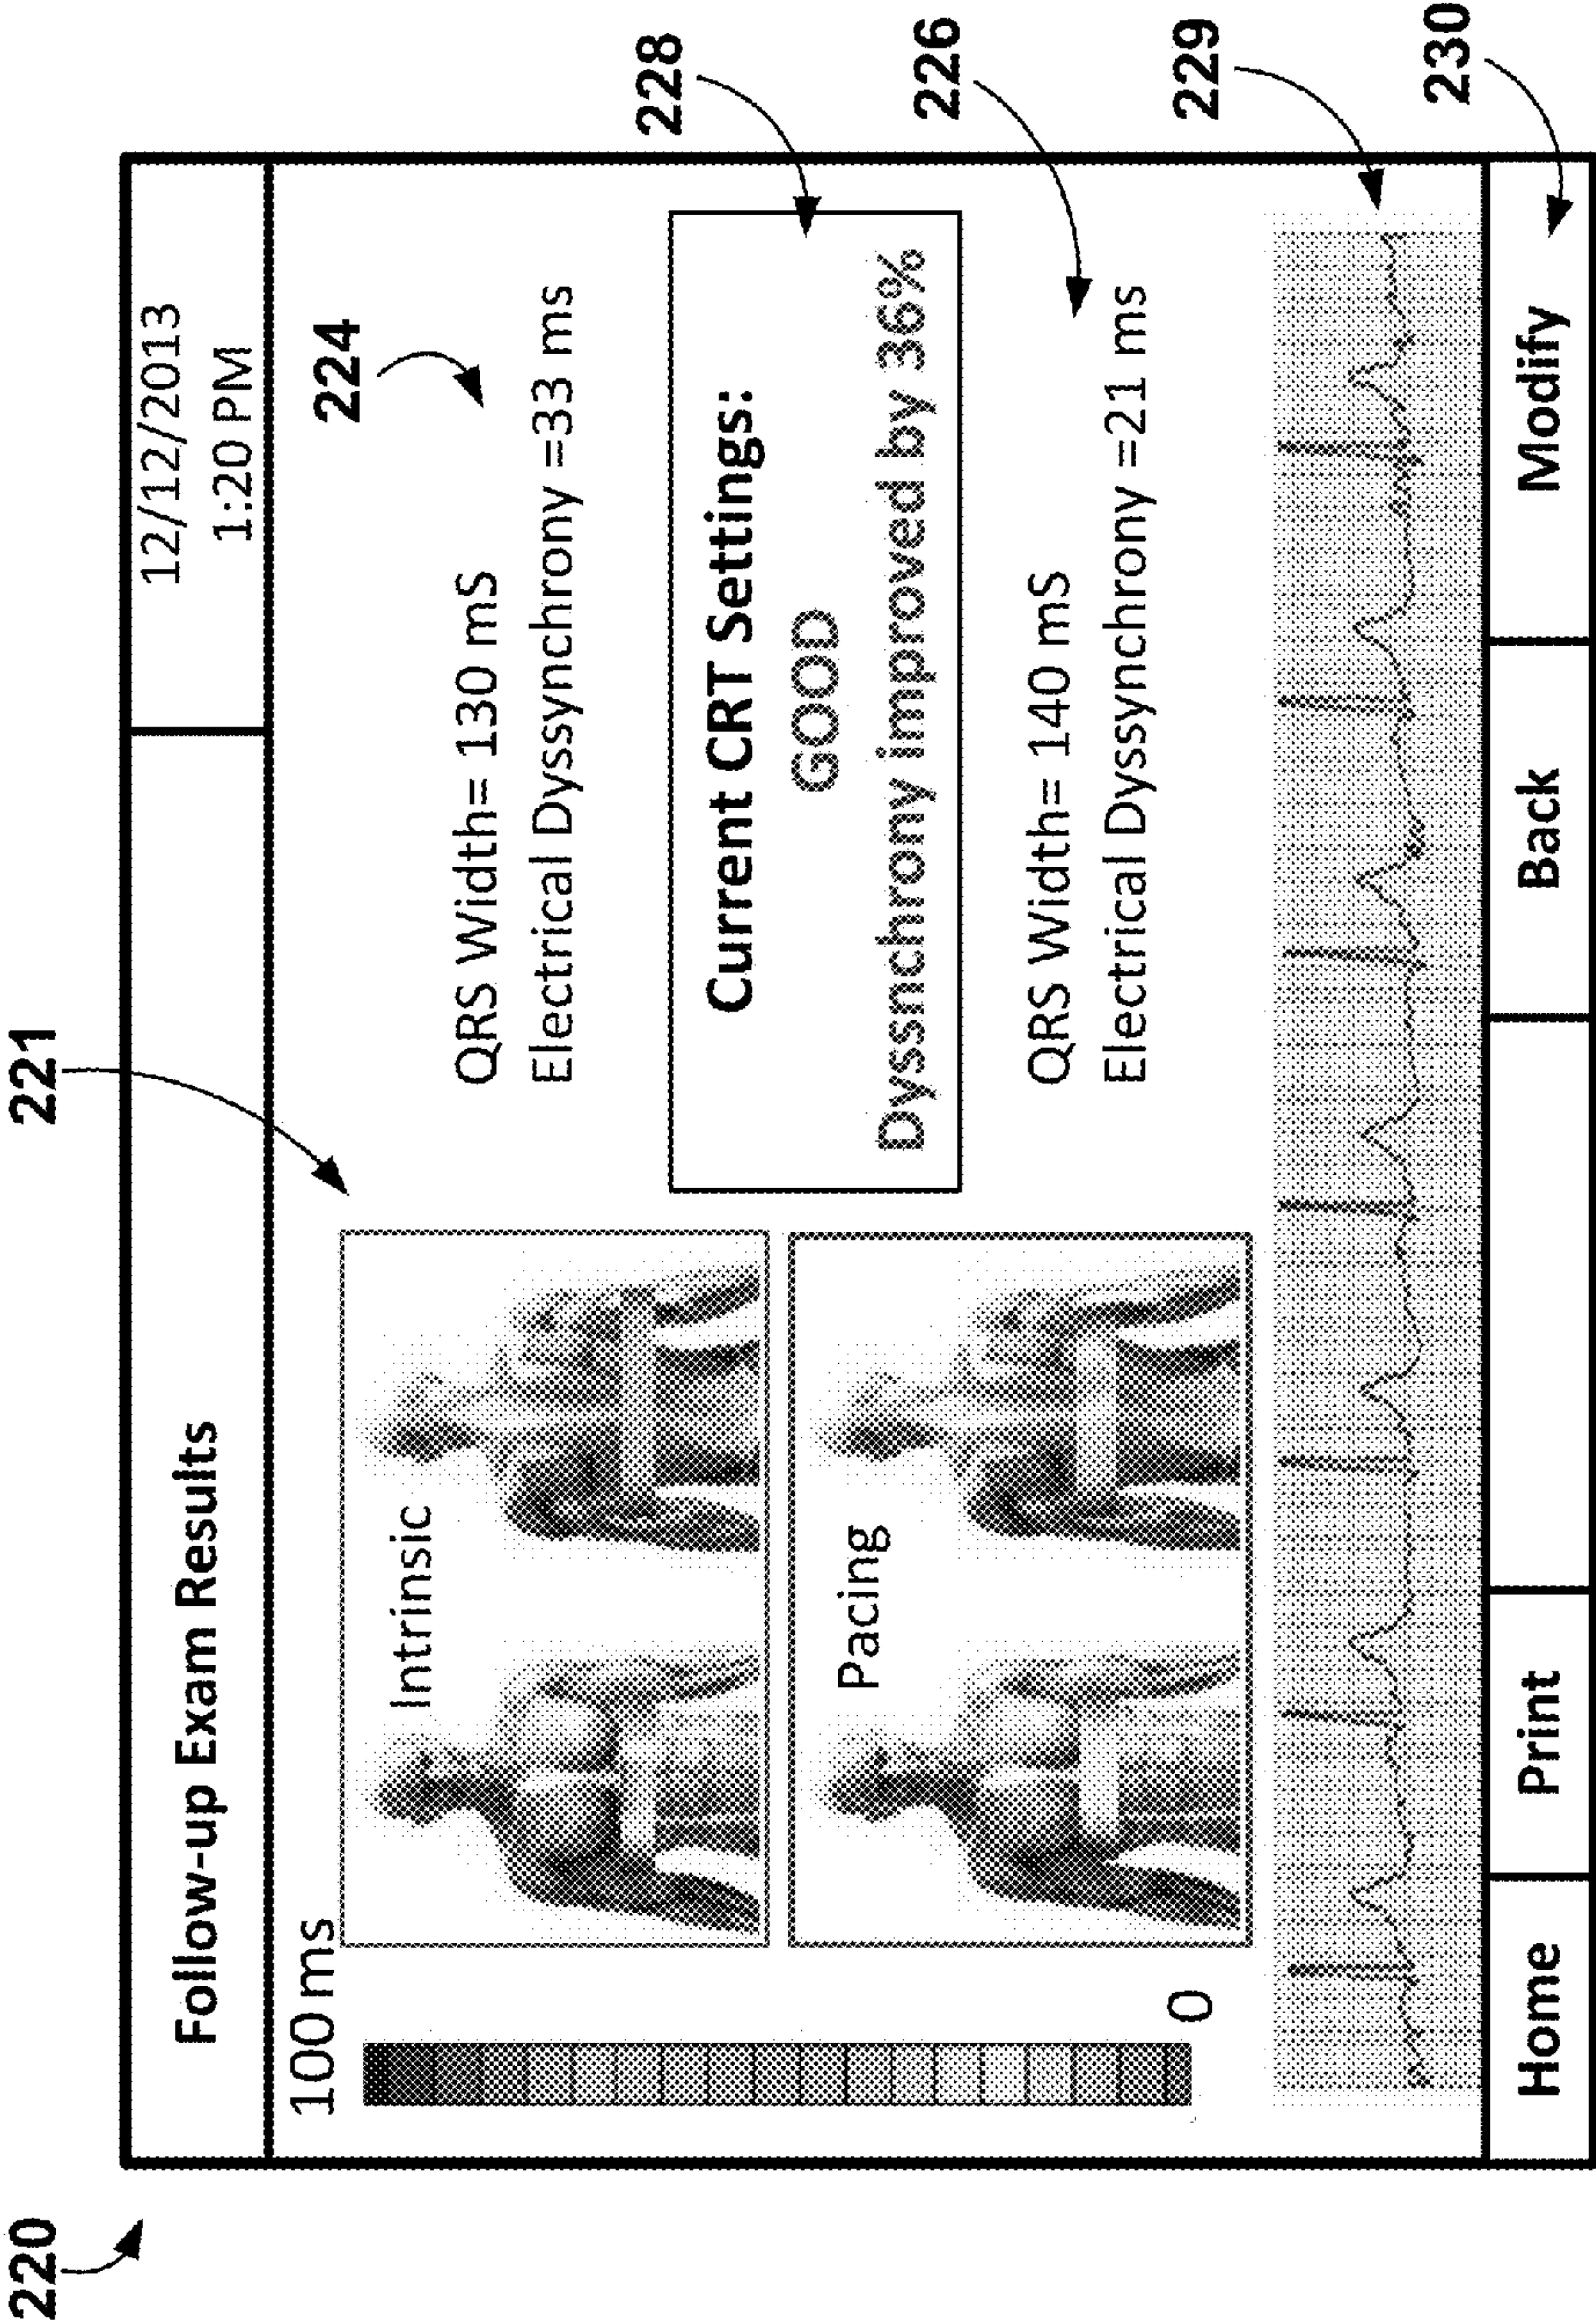 220
221
Follow-up Exam Results
12/12/2013
1:20 PM
100 ms
0
Intrinsic
Pacing
224
QRS Width= 130 mS
Electrical Dyssynchrony =33 ms
228
Current CRT Settings:
GOOD
Dyssnchrony improved by 36%
226
QRS Width= 140 mS
Electrical Dyssynchrony =21 ms
229
230
Home
Print
Back
Modify